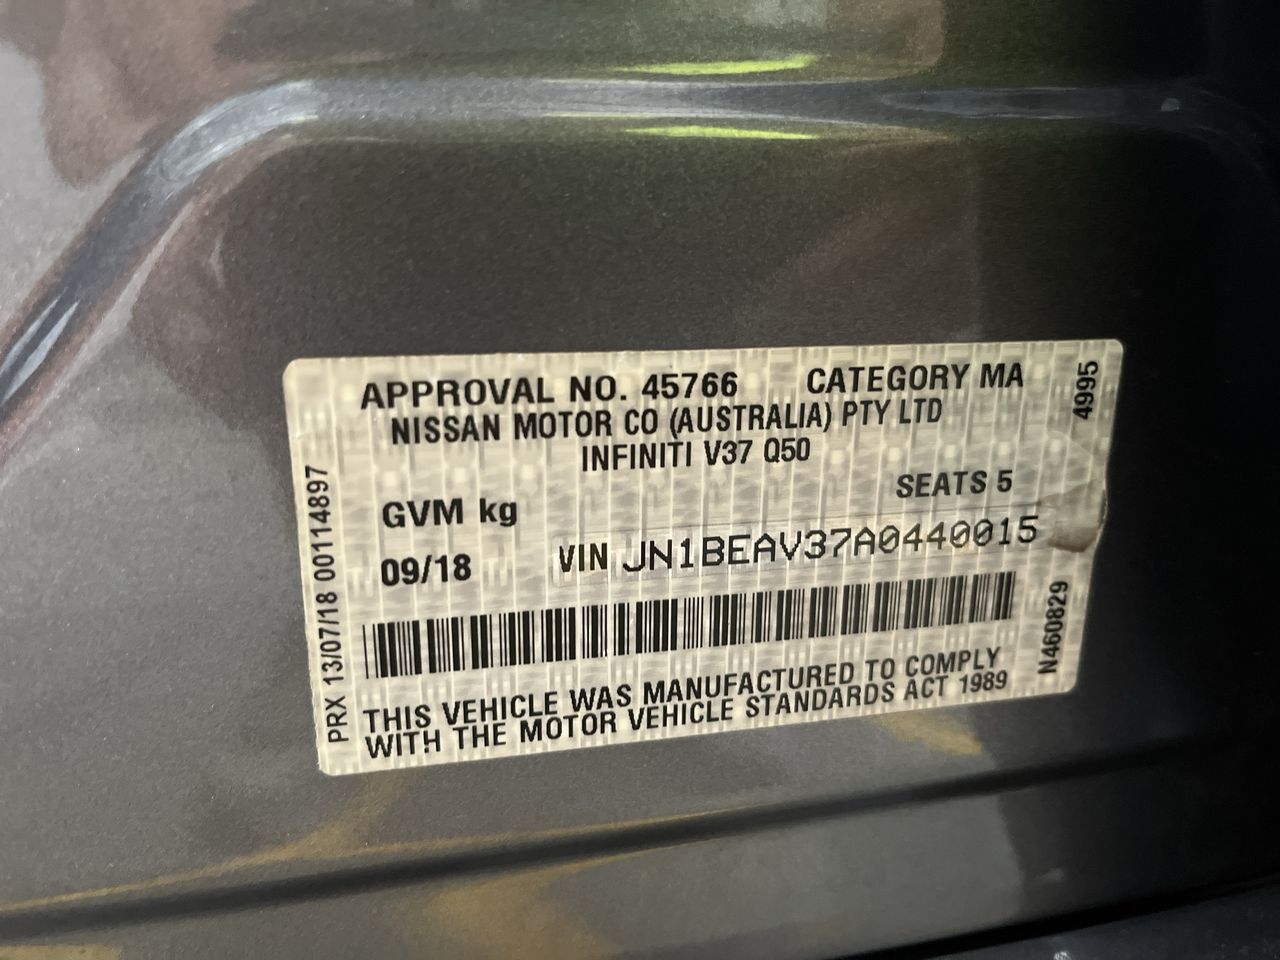 APPROVAL NO. 45766 CATEGORY MA
NISSAN MOTOR CO (AUSTRALIA) PTY LTD
INFINITI V37 Q50
SEATS 5
GVM kg
09/18 VIN JN1BEAV37A0440015
THIS VEHICLE WAS MANUFACTURED TO COMPLY
WITH THE MOTOR VEHICLE STANDARDS ACT 1989
PRX 13/07/18 00114897
4995
N460829